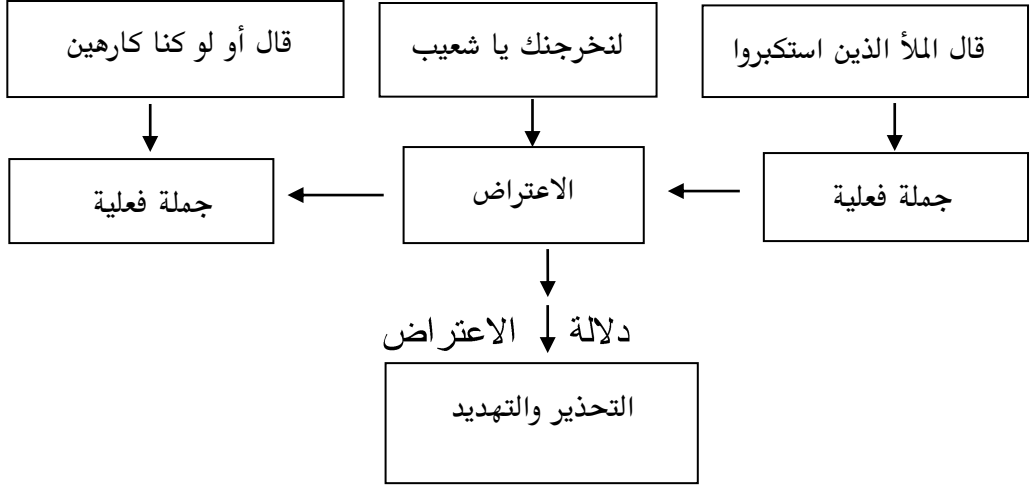 قال الملأ الذين استكبروا
لنخرجنك يا شعيب
قال أو لو كنا كارهين
جملة فعلية
الاعتراض
جملة فعلية
دلالة الاعتراض
التحذير والتهديد